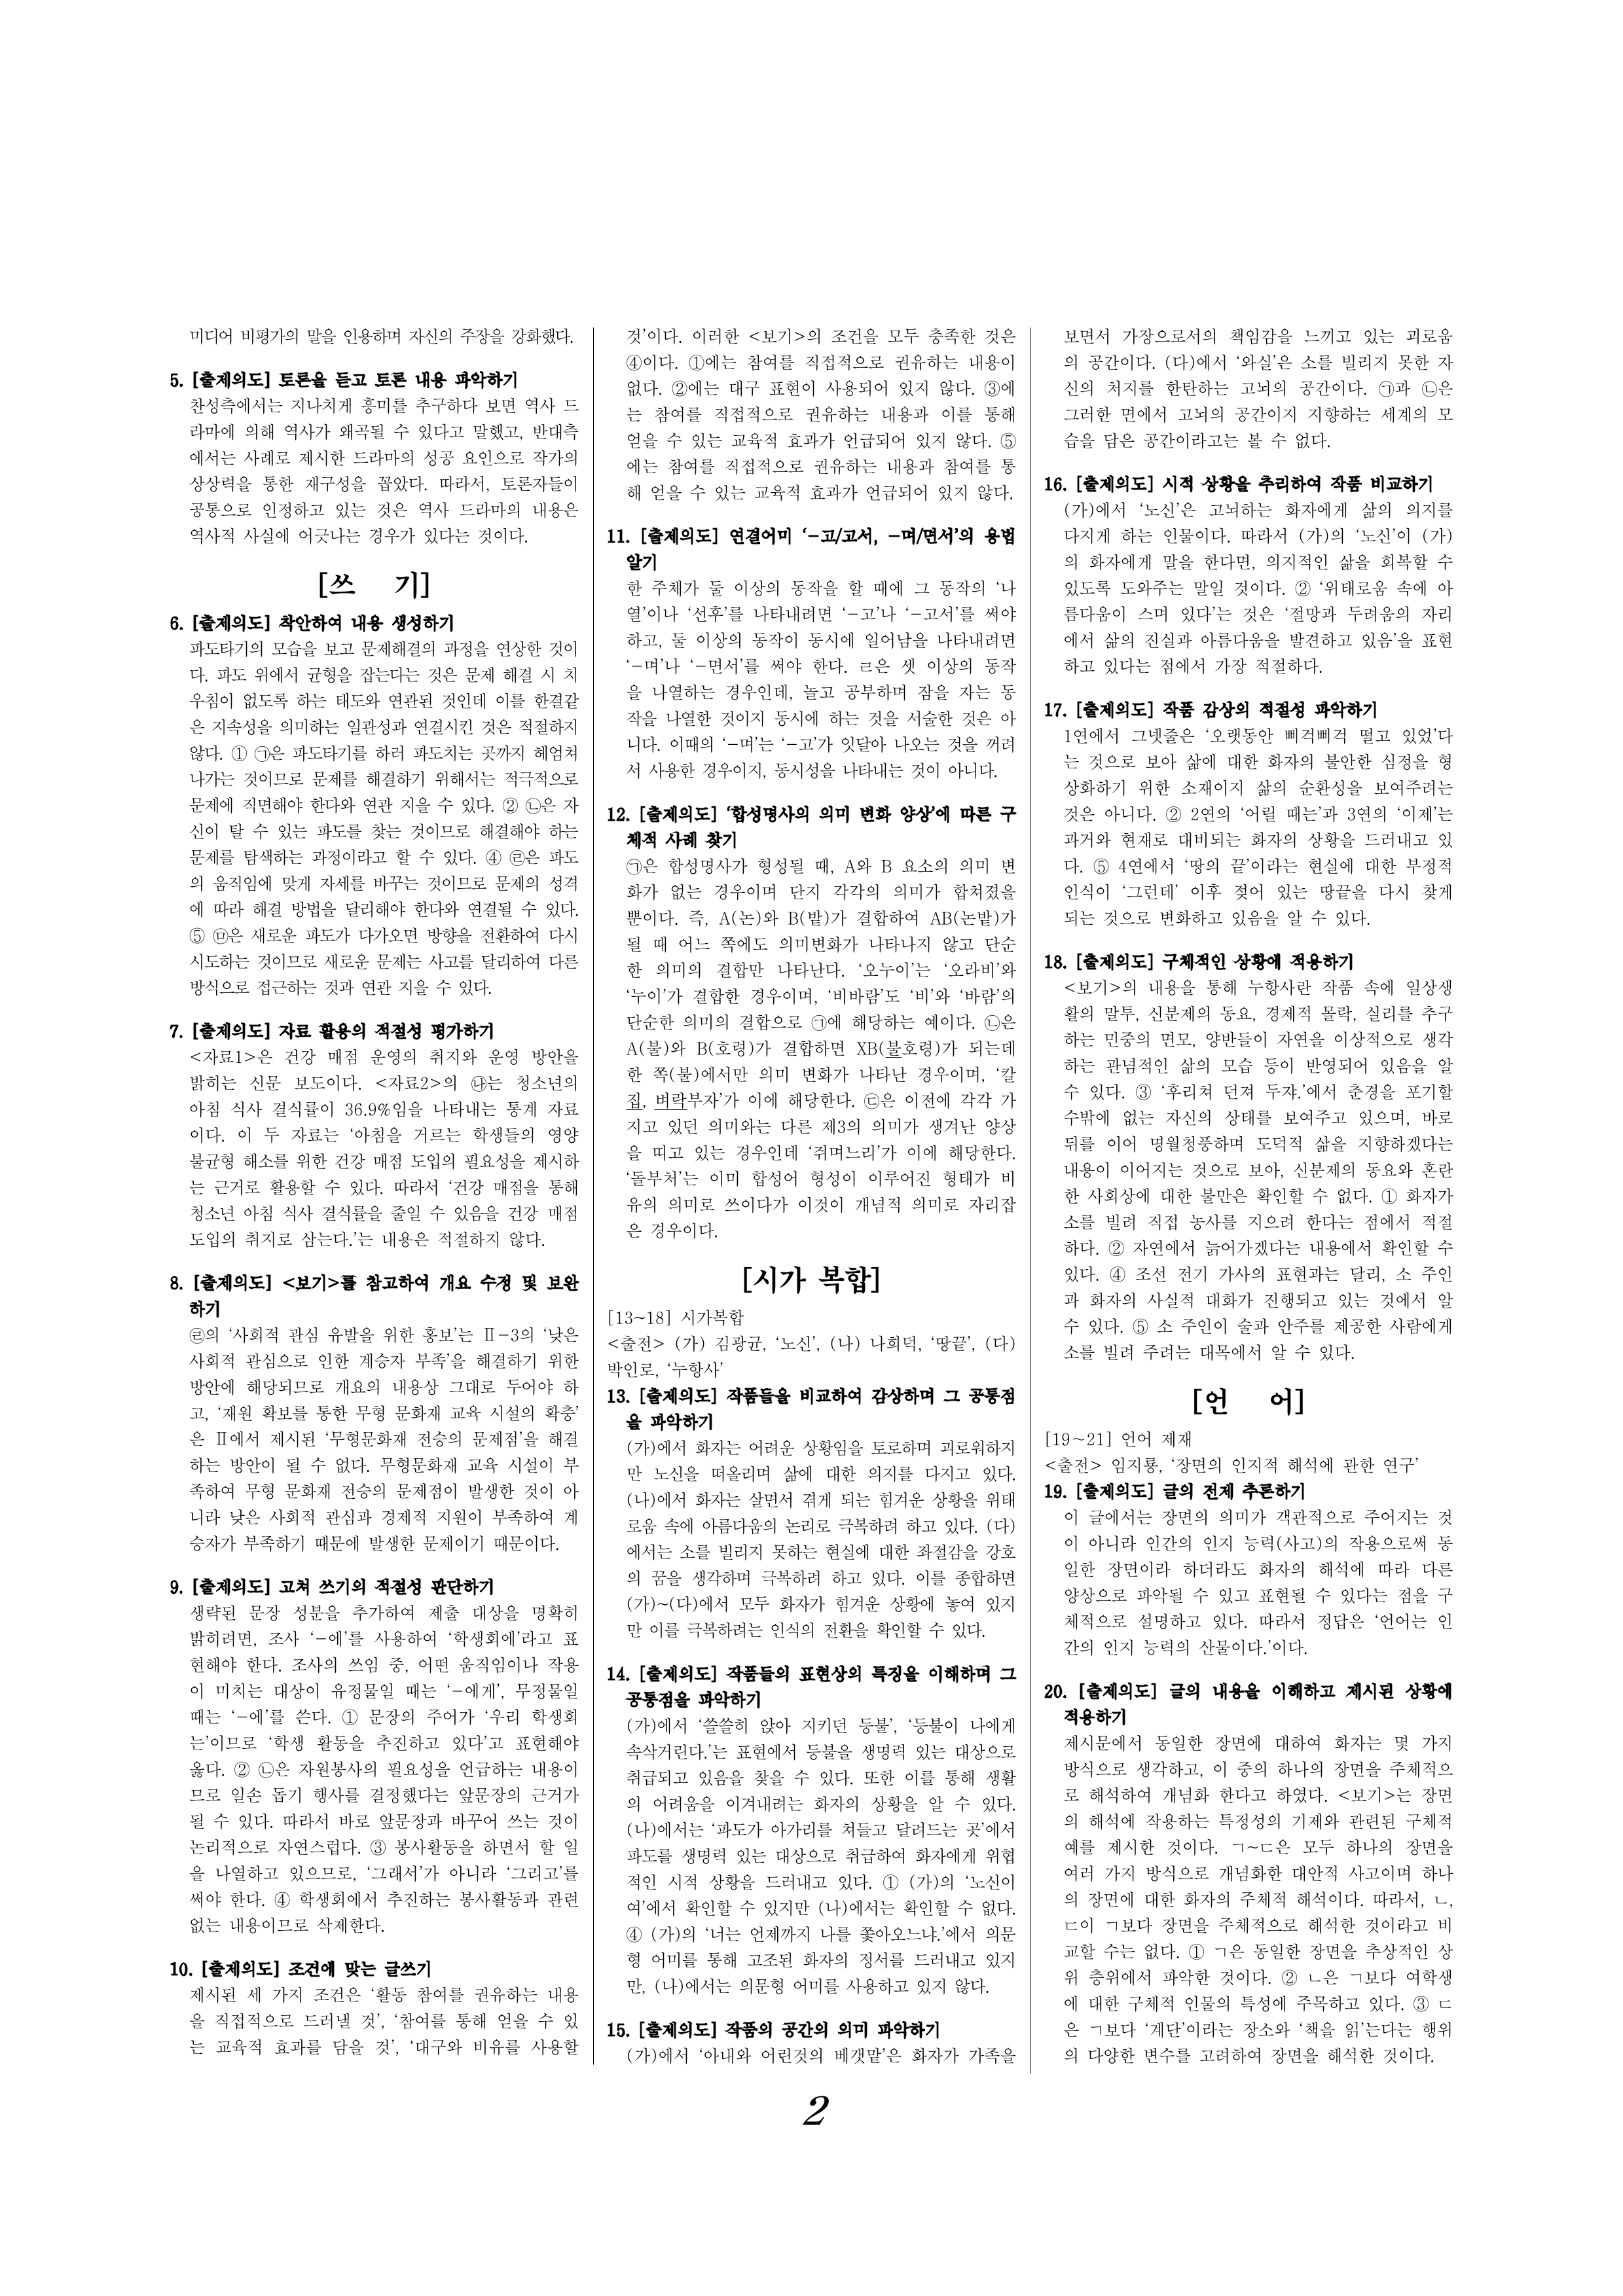 미디어 비평가의 말을 인용하며 자신의 주장을 강화했다.
5. [출제의도] 토론을 듣고 토론 내용 파악하기
찬성측에서는 지나치게 흥미를 추구하다 보면 역사 드
라마에 의해 역사가 왜곡될 수 있다고 말했고, 반대측
에서는 사례로 제시한 드라마의 성공 요인으로 작가의
상상력을 통한 재구성을 꼽았다. 따라서, 토론자들이
공통으로 인정하고 있는 것은 역사 드라마의 내용은
역사적 사실에 어긋나는 경우가 있다는 것이다.
[쓰 기]
6. [출제의도] 착안하여 내용 생성하기
파도타기의 모습을 보고 문제해결의 과정을 연상한 것이
다. 파도 위에서 균형을 잡는다는 것은 문제 해결 시 치
우침이 없도록 하는 태도와 연관된 것인데 이를 한결같
은 지속성을 의미하는 일관성과 연결시킨 것은 적절하지
않다. ① ㉠은 파도타기를 하러 파도치는 곳까지 헤엄쳐
나가는 것이므로 문제를 해결하기 위해서는 적극적으로
문제에 직면해야 한다와 연관 지을 수 있다. ② ㉡은 자
신이 탈 수 있는 파도를 찾는 것이므로 해결해야 하는
문제를 탐색하는 과정이라고 할 수 있다. ④ ㉣은 파도
의 움직임에 맞게 자세를 바꾸는 것이므로 문제의 성격
에 따라 해결 방법을 달리해야 한다와 연결될 수 있다.
⑤ ㉤은 새로운 파도가 다가오면 방향을 전환하여 다시
시도하는 것이므로 새로운 문제는 사고를 달리하여 다른
방식으로 접근하는 것과 연관 지을 수 있다.
7. [출제의도] 자료 활용의 적절성 평가하기
<자료1>은 건강 매점 운영의 취지와 운영 방안을
밝히는 신문 보도이다. <자료2>의 ㉯는 청소년의
아침 식사 결식률이 36.9%임을 나타내는 통계 자료
이다. 이 두 자료는 ‘아침을 거르는 학생들의 영양
불균형 해소를 위한 건강 매점 도입의 필요성을 제시하
는 근거로 활용할 수 있다. 따라서 ‘건강 매점을 통해
청소년 아침 식사 결식률을 줄일 수 있음을 건강 매점
도입의 취지로 삼는다.’는 내용은 적절하지 않다.
8. [출제의도] <보기>를 참고하여 개요 수정 및 보완
하기
㉣의 ‘사회적 관심 유발을 위한 홍보’는 Ⅱ-3의 ‘낮은
사회적 관심으로 인한 계승자 부족’을 해결하기 위한
방안에 해당되므로 개요의 내용상 그대로 두어야 하
고, ‘재원 확보를 통한 무형 문화재 교육 시설의 확충’
은 Ⅱ에서 제시된 ‘무형문화재 전승의 문제점’을 해결
하는 방안이 될 수 없다. 무형문화재 교육 시설이 부
족하여 무형 문화재 전승의 문제점이 발생한 것이 아
니라 낮은 사회적 관심과 경제적 지원이 부족하여 계
승자가 부족하기 때문에 발생한 문제이기 때문이다.
9. [출제의도] 고쳐 쓰기의 적절성 판단하기
생략된 문장 성분을 추가하여 제출 대상을 명확히
밝히려면, 조사 ‘-에’를 사용하여 ‘학생회에’라고 표
현해야 한다. 조사의 쓰임 중, 어떤 움직임이나 작용
이 미치는 대상이 유정물일 때는 ‘-에게’, 무정물일
때는 ‘-에’를 쓴다. ① 문장의 주어가 ‘우리 학생회
는’이므로 ‘학생 활동을 추진하고 있다’고 표현해야
옳다. ② ㉡은 자원봉사의 필요성을 언급하는 내용이
므로 일손 돕기 행사를 결정했다는 앞문장의 근거가
될 수 있다. 따라서 바로 앞문장과 바꾸어 쓰는 것이
논리적으로 자연스럽다. ③ 봉사활동을 하면서 할 일
을 나열하고 있으므로, ‘그래서’가 아니라 ‘그리고’를
써야 한다. ④ 학생회에서 추진하는 봉사활동과 관련
없는 내용이므로 삭제한다.
10. [출제의도] 조건에 맞는 글쓰기
제시된 세 가지 조건은 ‘활동 참여를 권유하는 내용
을 직접적으로 드러낼 것’, ‘참여를 통해 얻을 수 있
는 교육적 효과를 담을 것’, ‘대구와 비유를 사용할
것’이다. 이러한 <보기>의 조건을 모두 충족한 것은
④이다. ①에는 참여를 직접적으로 권유하는 내용이
없다. ②에는 대구 표현이 사용되어 있지 않다. ③에
는 참여를 직접적으로 권유하는 내용과 이를 통해
얻을 수 있는 교육적 효과가 언급되어 있지 않다. ⑤
에는 참여를 직접적으로 권유하는 내용과 참여를 통
해 얻을 수 있는 교육적 효과가 언급되어 있지 않다.
11. [출제의도] 연결어미 ‘-고/고서, -며/면서’의 용법
알기
한 주체가 둘 이상의 동작을 할 때에 그 동작의 ‘나
열’이나 ‘선후’를 나타내려면 ‘-고’나 ‘-고서’를 써야
하고, 둘 이상의 동작이 동시에 일어남을 나타내려면
‘-며’나 ‘-면서’를 써야 한다. ㄹ은 셋 이상의 동작
을 나열하는 경우인데, 놀고 공부하며 잠을 자는 동
작을 나열한 것이지 동시에 하는 것을 서술한 것은 아
니다. 이때의 ‘-며’는 ‘-고’가 잇달아 나오는 것을 꺼려
서 사용한 경우이지, 동시성을 나타내는 것이 아니다.
12. [출제의도] ‘합성명사의 의미 변화 양상’에 따른 구
체적 사례 찾기
㉠은 합성명사가 형성될 때, A와 B 요소의 의미 변
화가 없는 경우이며 단지 각각의 의미가 합쳐졌을
뿐이다. 즉, A(논)와 B(밭)가 결합하여 AB(논밭)가
될 때 어느 쪽에도 의미변화가 나타나지 않고 단순
한 의미의 결합만 나타난다. ‘오누이’는 ‘오라비’와
‘누이’가 결합한 경우이며, ‘비바람’도 ‘비’와 ‘바람’의
단순한 의미의 결합으로 ㉠에 해당하는 예이다. ㉡은
A(불)와 B(호령)가 결합하면 XB(불호령)가 되는데
한 쪽(불)에서만 의미 변화가 나타난 경우이며, ‘칼
집, 벼락부자’가 이에 해당한다. ㉢은 이전에 각각 가
지고 있던 의미와는 다른 제3의 의미가 생겨난 양상
을 띠고 있는 경우인데 ‘쥐며느리’가 이에 해당한다.
‘돌부처’는 이미 합성어 형성이 이루어진 형태가 비
유의 의미로 쓰이다가 이것이 개념적 의미로 자리잡
은 경우이다.
[시가 복합]
[13~18] 시가복합
<출전> (가) 김광균, ‘노신’, (나) 나희덕, ‘땅끝’, (다)
박인로, ‘누항사’
13. [출제의도] 작품들을 비교하여 감상하며 그 공통점
을 파악하기
(가)에서 화자는 어려운 상황임을 토로하며 괴로워하지
만 노신을 떠올리며 삶에 대한 의지를 다지고 있다.
(나)에서 화자는 살면서 겪게 되는 힘겨운 상황을 위태
로움 속에 아름다움의 논리로 극복하려 하고 있다. (다)
에서는 소를 빌리지 못하는 현실에 대한 좌절감을 강호
의 꿈을 생각하며 극복하려 하고 있다. 이를 종합하면
(가)~(다)에서 모두 화자가 힘겨운 상황에 놓여 있지
만 이를 극복하려는 인식의 전환을 확인할 수 있다.
14. [출제의도] 작품들의 표현상의 특징을 이해하며 그
공통점을 파악하기
(가)에서 ‘쓸쓸히 앉아 지키던 등불’, ‘등불이 나에게
속삭거린다.’는 표현에서 등불을 생명력 있는 대상으로
취급되고 있음을 찾을 수 있다. 또한 이를 통해 생활
의 어려움을 이겨내려는 화자의 상황을 알 수 있다.
(나)에서는 ‘파도가 아가리를 쳐들고 달려드는 곳’에서
파도를 생명력 있는 대상으로 취급하여 화자에게 위협
적인 시적 상황을 드러내고 있다. ① (가)의 ‘노신이
여’에서 확인할 수 있지만 (나)에서는 확인할 수 없다.
④ (가)의 ‘너는 언제까지 나를 쫓아오느냐.’에서 의문
형 어미를 통해 고조된 화자의 정서를 드러내고 있지
만, (나)에서는 의문형 어미를 사용하고 있지 않다.
15. [출제의도] 작품의 공간의 의미 파악하기
(가)에서 ‘아내와 어린것의 베갯맡’은 화자가 가족을
보면서 가장으로서의 책임감을 느끼고 있는 괴로움
의 공간이다. (다)에서 ‘와실’은 소를 빌리지 못한 자
신의 처지를 한탄하는 고뇌의 공간이다. ㉠과 ㉡은
그러한 면에서 고뇌의 공간이지 지향하는 세계의 모
습을 담은 공간이라고는 볼 수 없다.
16. [출제의도] 시적 상황을 추리하여 작품 비교하기
(가)에서 ‘노신’은 고뇌하는 화자에게 삶의 의지를
다지게 하는 인물이다. 따라서 (가)의 ‘노신’이 (가)
의 화자에게 말을 한다면, 의지적인 삶을 회복할 수
있도록 도와주는 말일 것이다. ② ‘위태로움 속에 아
름다움이 스며 있다’는 것은 ‘절망과 두려움의 자리
에서 삶의 진실과 아름다움을 발견하고 있음’을 표현
하고 있다는 점에서 가장 적절하다.
17. [출제의도] 작품 감상의 적절성 파악하기
1연에서 그넷줄은 ‘오랫동안 삐걱삐걱 떨고 있었’다
는 것으로 보아 삶에 대한 화자의 불안한 심정을 형
상화하기 위한 소재이지 삶의 순환성을 보여주려는
것은 아니다. ② 2연의 ‘어릴 때는’과 3연의 ‘이제’는
과거와 현재로 대비되는 화자의 상황을 드러내고 있
다. ⑤ 4연에서 ‘땅의 끝’이라는 현실에 대한 부정적
인식이 ‘그런데’ 이후 젖어 있는 땅끝을 다시 찾게
되는 것으로 변화하고 있음을 알 수 있다.
18. [출제의도] 구체적인 상황에 적용하기
<보기>의 내용을 통해 누항사란 작품 속에 일상생
활의 말투, 신분제의 동요, 경제적 몰락, 실리를 추구
하는 민중의 면모, 양반들이 자연을 이상적으로 생각
하는 관념적인 삶의 모습 등이 반영되어 있음을 알
수 있다. ③ ‘후리쳐 던져 두쟈.’에서 춘경을 포기할
수밖에 없는 자신의 상태를 보여주고 있으며, 바로
뒤를 이어 명월청풍하며 도덕적 삶을 지향하겠다는
내용이 이어지는 것으로 보아, 신분제의 동요와 혼란
한 사회상에 대한 불만은 확인할 수 없다. ① 화자가
소를 빌려 직접 농사를 지으려 한다는 점에서 적절
하다. ② 자연에서 늙어가겠다는 내용에서 확인할 수
있다. ④ 조선 전기 가사의 표현과는 달리, 소 주인
과 화자의 사실적 대화가 진행되고 있는 것에서 알
수 있다. ⑤ 소 주인이 술과 안주를 제공한 사람에게
소를 빌려 주려는 대목에서 알 수 있다.
[언 어]
[19~21] 언어 제재
<출전> 임지룡, ‘장면의 인지적 해석에 관한 연구’
19. [출제의도] 글의 전제 추론하기
이 글에서는 장면의 의미가 객관적으로 주어지는 것
이 아니라 인간의 인지 능력(사고)의 작용으로써 동
일한 장면이라 하더라도 화자의 해석에 따라 다른
양상으로 파악될 수 있고 표현될 수 있다는 점을 구
체적으로 설명하고 있다. 따라서 정답은 ‘언어는 인
간의 인지 능력의 산물이다.’이다.
20. [출제의도] 글의 내용을 이해하고 제시된 상황에
적용하기
제시문에서 동일한 장면에 대하여 화자는 몇 가지
방식으로 생각하고, 이 중의 하나의 장면을 주체적으
로 해석하여 개념화 한다고 하였다. <보기>는 장면
의 해석에 작용하는 특정성의 기제와 관련된 구체적
예를 제시한 것이다. ㄱ~ㄷ은 모두 하나의 장면을
여러 가지 방식으로 개념화한 대안적 사고이며 하나
의 장면에 대한 화자의 주체적 해석이다. 따라서, ㄴ,
ㄷ이 ㄱ보다 장면을 주체적으로 해석한 것이라고 비
교할 수는 없다. ① ㄱ은 동일한 장면을 추상적인 상
위 층위에서 파악한 것이다. ② ㄴ은 ㄱ보다 여학생
에 대한 구체적 인물의 특성에 주목하고 있다. ③ ㄷ
은 ㄱ보다 ‘계단’이라는 장소와 ‘책을 읽’는다는 행위
의 다양한 변수를 고려하여 장면을 해석한 것이다.
2